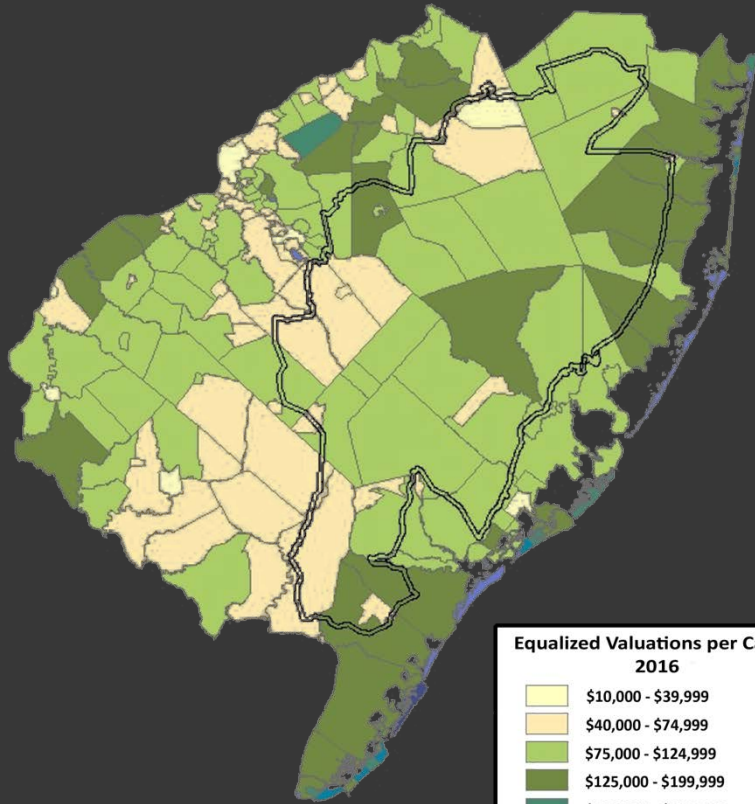 Equalized Valuations per
2016
$10,000 - $39,999
$40,000 - $74,999
$75,000 - $124,999
$125,000 - $199,999